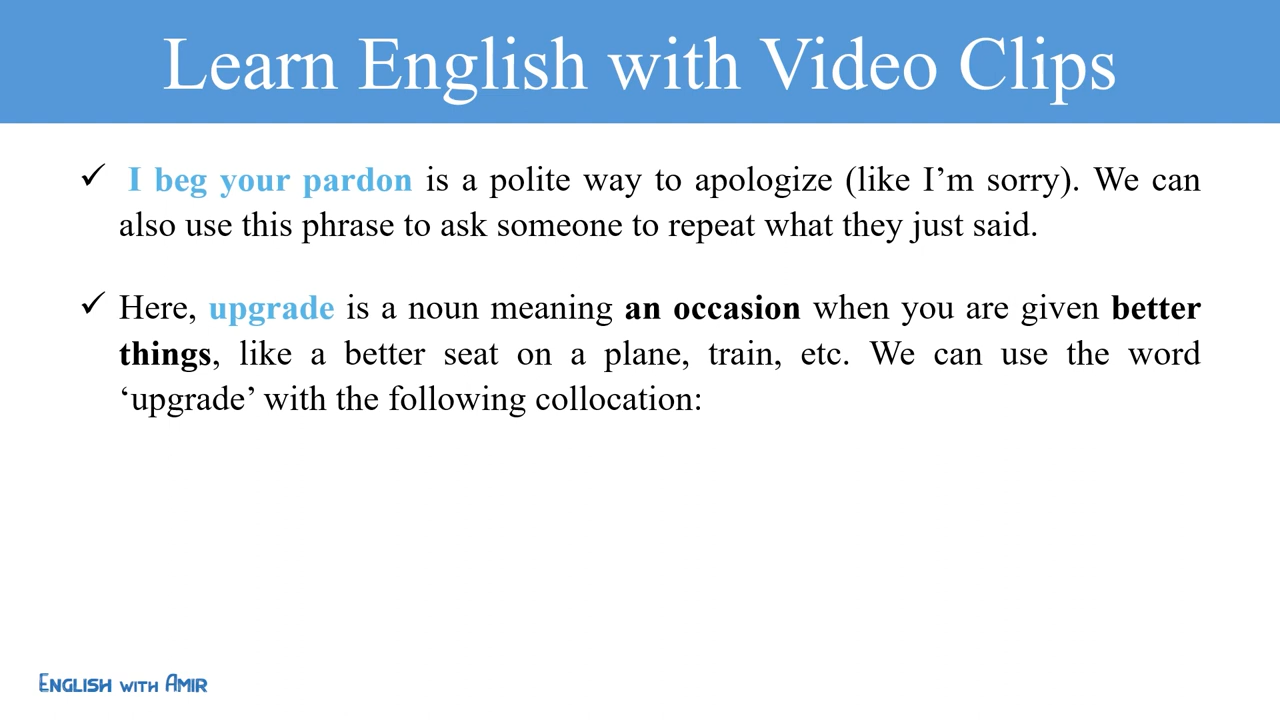 Learn English with Video Clips
✓ I beg your pardon is a polite way to apologize (like I’m sorry). We can
also use this phrase to ask someone to repeat what they just said.
✓ Here, upgrade is a noun meaning an occasion when you are given better
things, like a better seat on a plane, train, etc. We can use the word
‘upgrade’ with the following collocation:
English with Amir